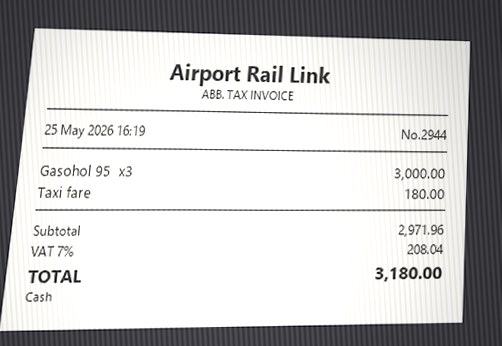 Airport Rail Link
ABB. TAX INVOICE
25 May 2026 16:19 No.2944
Gasohol 95 x3 3,000.00
Taxi fare 180.00
Subtotal 2,971.96
VAT 7% 208.04
TOTAL 3,180.00
Cash